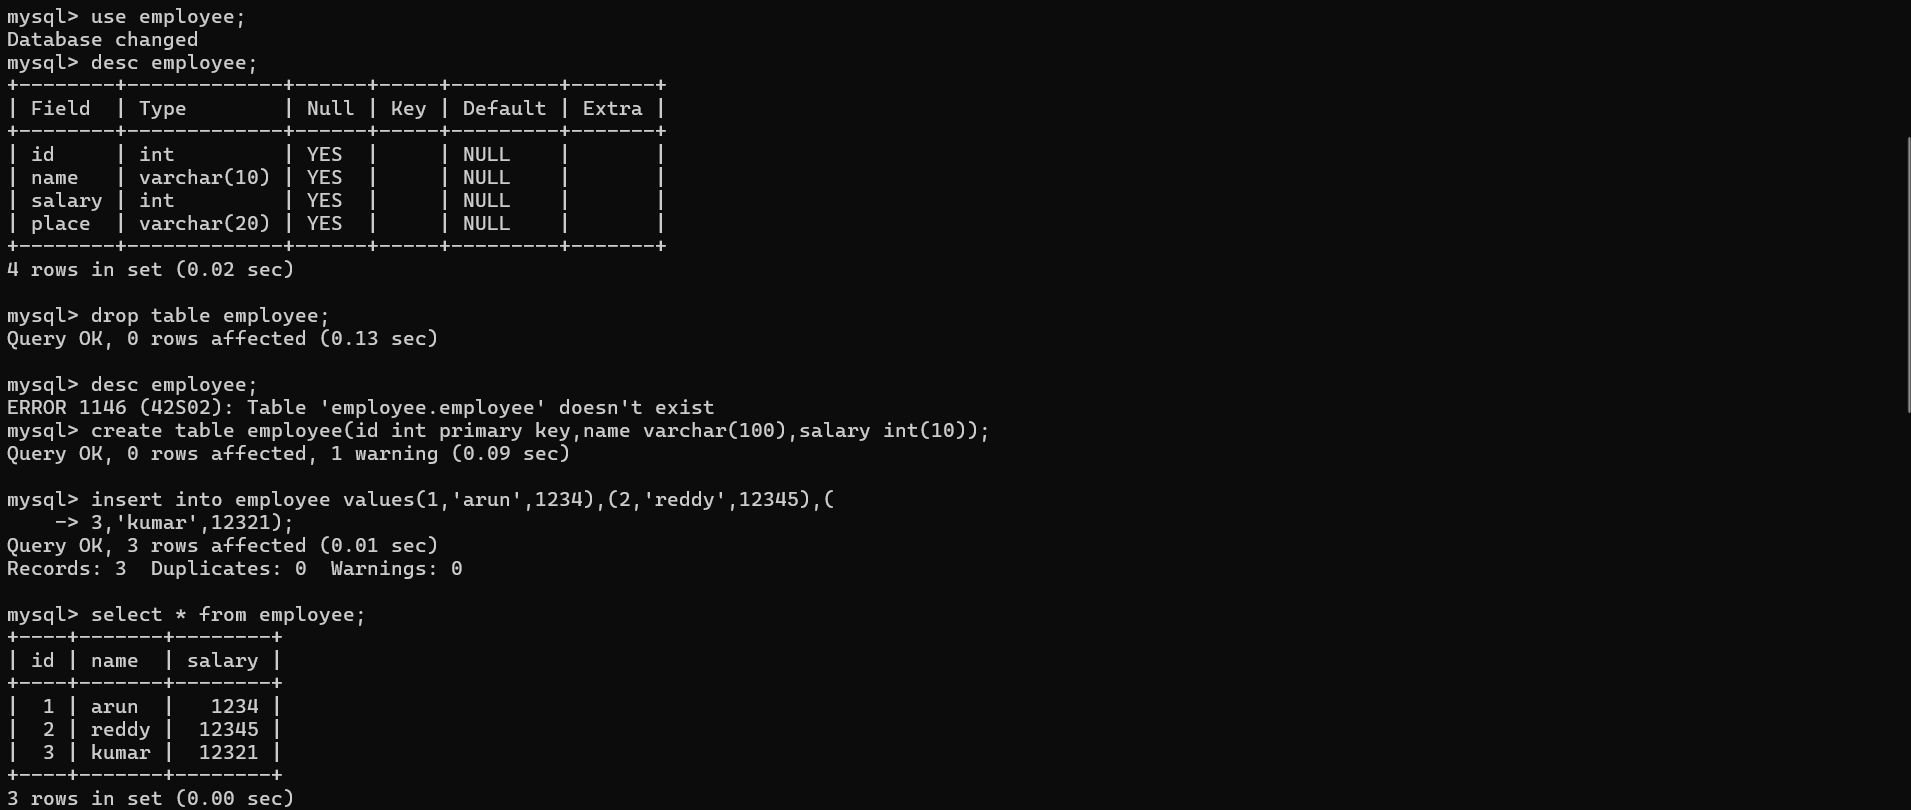 mysql> use employee;
Database changed
mysql> desc employee;
+--------+-------------+------+-----+---------+-------+
| Field  | Type        | Null | Key | Default | Extra |
+--------+-------------+------+-----+---------+-------+
| id     | int         | YES  |     | NULL    |       |
| name   | varchar(10) | YES  |     | NULL    |       |
| salary | int         | YES  |     | NULL    |       |
| place  | varchar(20) | YES  |     | NULL    |       |
+--------+-------------+------+-----+---------+-------+
4 rows in set (0.02 sec)

mysql> drop table employee;
Query OK, 0 rows affected (0.13 sec)

mysql> desc employee;
ERROR 1146 (42S02): Table 'employee.employee' doesn't exist
mysql> create table employee(id int primary key,name varchar(100),salary int(10));
Query OK, 0 rows affected, 1 warning (0.09 sec)

mysql> insert into employee values(1,'arun',1234),(2,'reddy',12345),(
    -> 3,'kumar',12321);
Query OK, 3 rows affected (0.01 sec)
Records: 3  Duplicates: 0  Warnings: 0

mysql> select * from employee;
+----+-------+--------+
| id | name  | salary |
+----+-------+--------+
|  1 | arun  |   1234 |
|  2 | reddy |  12345 |
|  3 | kumar |  12321 |
+----+-------+--------+
3 rows in set (0.00 sec)